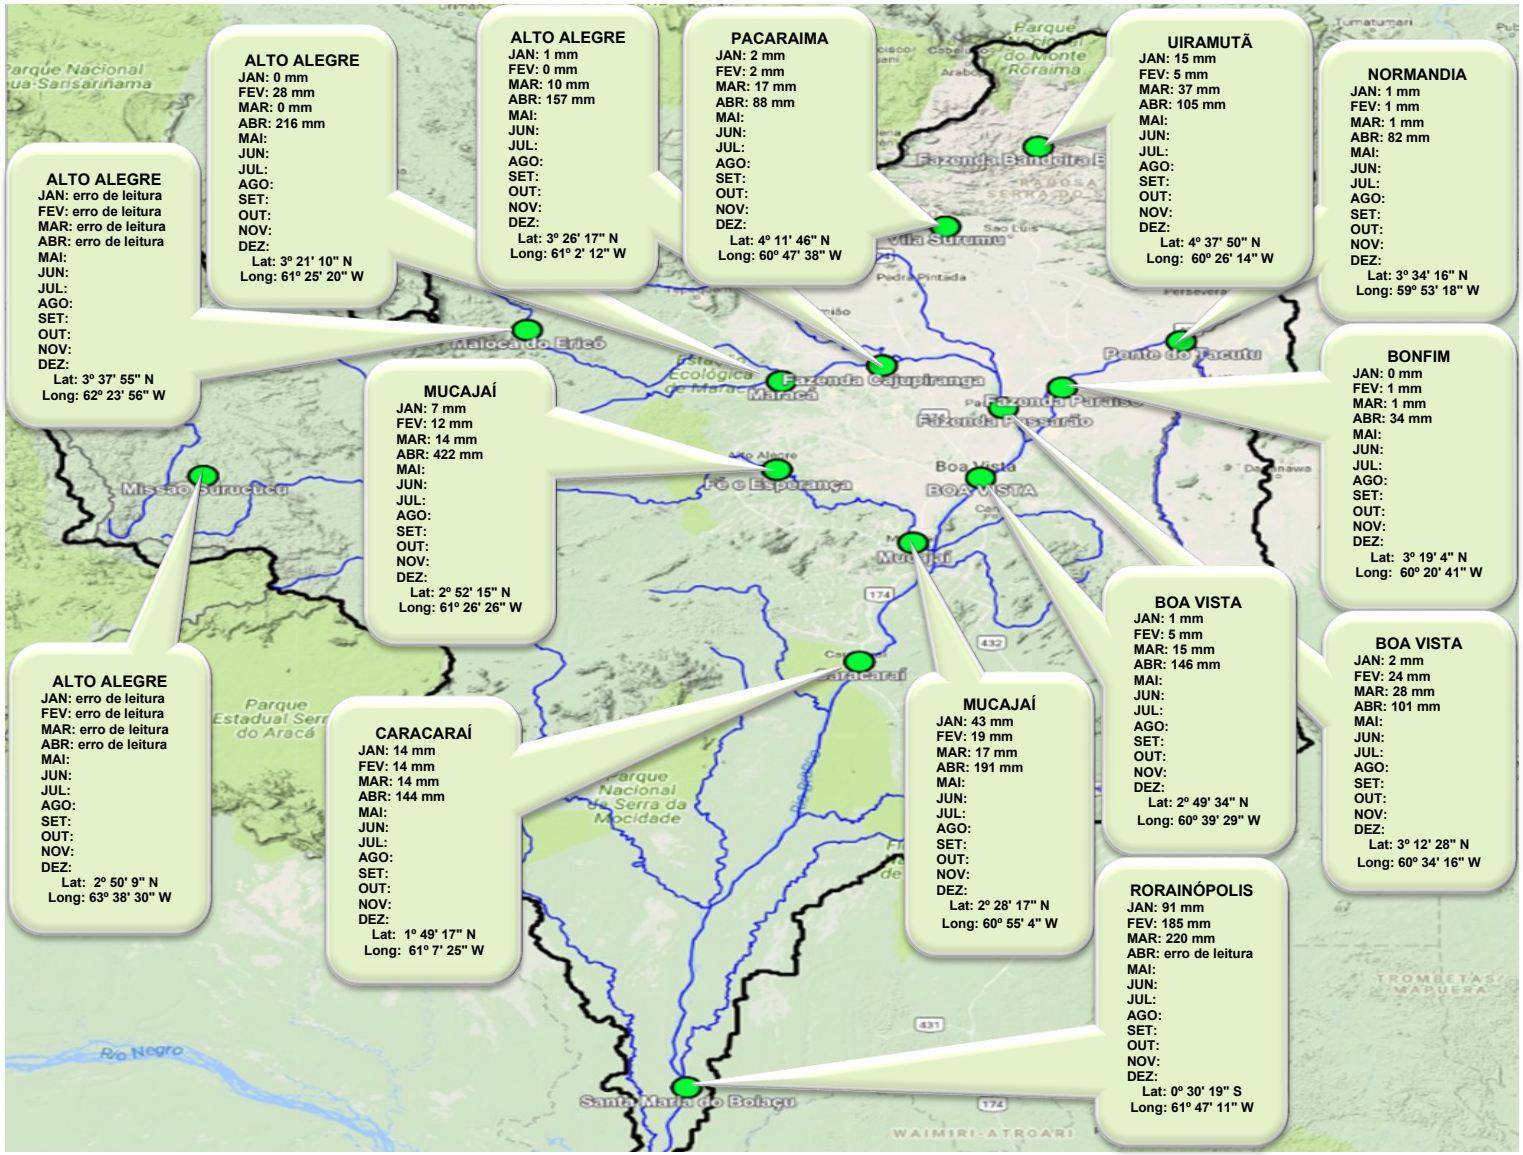 ALTO ALEGRE
JAN: 0 mm
FEV: 28 mm
MAR: 0 mm
ABR: 216 mm
MAI:
JUN:
JUL:
AGO:
SET:
OUT:
NOV:
DEZ:
Lat: 3º 21' 10" N
Long: 61º 25' 20" W
ALTO ALEGRE
JAN: 1 mm
FEV: 0 mm
MAR: 10 mm
ABR: 157 mm
MAI:
JUN:
JUL:
AGO:
SET:
OUT:
NOV:
DEZ:
Lat: 3º 26' 17" N
Long: 61º 2' 12" W
PACARAIMA
JAN: 2 mm
FEV: 2 mm
MAR: 17 mm
ABR: 88 mm
MAI:
JUN:
JUL:
AGO:
SET:
OUT:
NOV:
DEZ:
Lat: 4º 11' 46" N
Long: 60º 47' 38" W
UIRAMUTÃ
JAN: 15 mm
FEV: 5 mm
MAR: 37 mm
ABR: 105 mm
MAI:
JUN:
JUL:
AGO:
SET:
OUT:
NOV:
DEZ:
Lat: 4º 37' 50" N
Long: 60º 26' 14" W
NORMANDIA
JAN: 1 mm
FEV: 1 mm
MAR: 1 mm
ABR: 82 mm
MAI:
JUN:
JUL:
AGO:
SET:
OUT:
NOV:
DEZ:
Lat: 3º 34' 16" N
Long: 59º 53' 18" W
ALTO ALEGRE
JAN: erro de leitura
FEV: erro de leitura
MAR: erro de leitura
ABR: erro de leitura
MAI:
JUN:
JUL:
AGO:
SET:
OUT:
NOV:
DEZ:
Lat: 3º 37' 55" N
Long: 62º 23' 56" W
MUCAJAÍ
JAN: 7 mm
FEV: 12 mm
MAR: 14 mm
ABR: 422 mm
MAI:
JUN:
JUL:
AGO:
SET:
OUT:
NOV:
DEZ:
Lat: 2º 52' 15" N
Long: 61º 26' 26" W
BONFIM
JAN: 0 mm
FEV: 1 mm
MAR: 1 mm
ABR: 34 mm
MAI:
JUN:
JUL:
AGO:
SET:
OUT:
NOV:
DEZ:
Lat: 3º 19' 4" N
Long: 60º 20' 41" W
BOA VISTA
JAN: 1 mm
FEV: 5 mm
MAR: 15 mm
ABR: 146 mm
MAI:
JUN:
JUL:
AGO:
SET:
OUT:
NOV:
DEZ:
Lat: 2º 49' 34" N
Long: 60º 39' 29" W
BOA VISTA
JAN: 2 mm
FEV: 24 mm
MAR: 28 mm
ABR: 101 mm
MAI:
JUN:
JUL:
AGO:
SET:
OUT:
NOV:
DEZ:
Lat: 3º 12' 28" N
Long: 60º 34' 16" W
ALTO ALEGRE
JAN: erro de leitura
FEV: erro de leitura
MAR: erro de leitura
ABR: erro de leitura
MAI:
JUN:
JUL:
AGO:
SET:
OUT:
NOV:
DEZ:
Lat: 2º 50' 9" N
Long: 63º 38' 30" W
CARACARAÍ
JAN: 14 mm
FEV: 14 mm
MAR: 14 mm
ABR: 144 mm
MAI:
JUN:
JUL:
AGO:
SET:
OUT:
NOV:
DEZ:
Lat: 1º 49' 17" N
Long: 61º 7' 25" W
MUCAJAÍ
JAN: 43 mm
FEV: 19 mm
MAR: 17 mm
ABR: 191 mm
MAI:
JUN:
JUL:
AGO:
SET:
OUT:
NOV:
DEZ:
Lat: 2º 28' 17" N
Long: 60º 55' 4" W
RORAINÓPOLIS
JAN: 91 mm
FEV: 185 mm
MAR: 220 mm
ABR: erro de leitura
MAI:
JUN:
JUL:
AGO:
SET:
OUT:
NOV:
DEZ:
Lat: 0º 30' 19" S
Long: 61º 47' 11" W
Parque Nacional
Tumatumari
do Monte
Roraima
Fazenda Bandeira B
Vila Surumu
Sao Luis
Pedra Pintada
Maloca do Ericó
Ponte do Tacutu
Ecológica
Maracá
Fazenda Cajupiranga
Fazenda Paraíso
Fazenda Passarão
Alto Alegre
Fé e Esperança
Boa Vista
BOA VISTA
Missão Surucucu
Mucajaí
174
432
Caracaraí
Parque
Estadual Serra
do Aracá
Parque
Nacional
da Serra da
Mocidade
Rio Branco
Rio Negro
431
Santa Maria do Boiaçu
174
TROMBETAS/
MAPUERA
WAIMIRI-ATROARI